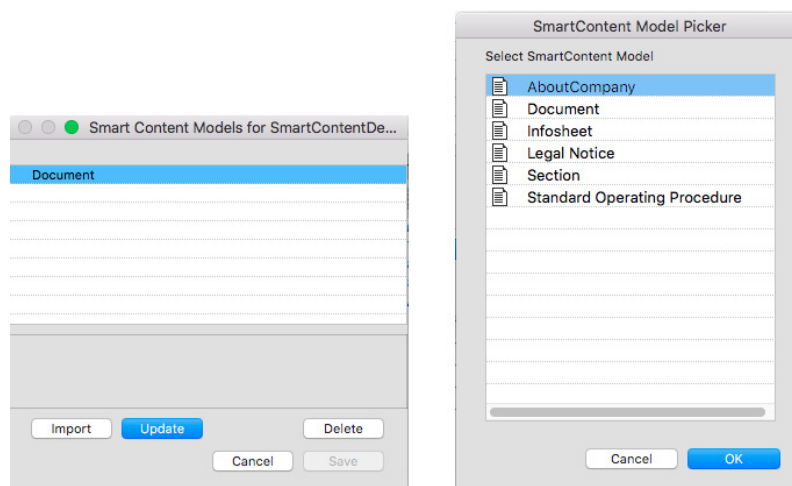 Smart Content Models for SmartContentDe...
Document
Import
Update
Delete
Cancel
Save
SmartContent Model Picker
Select SmartContent Model
AboutCompany
Document
Infosheet
Legal Notice
Section
Standard Operating Procedure
Cancel
OK